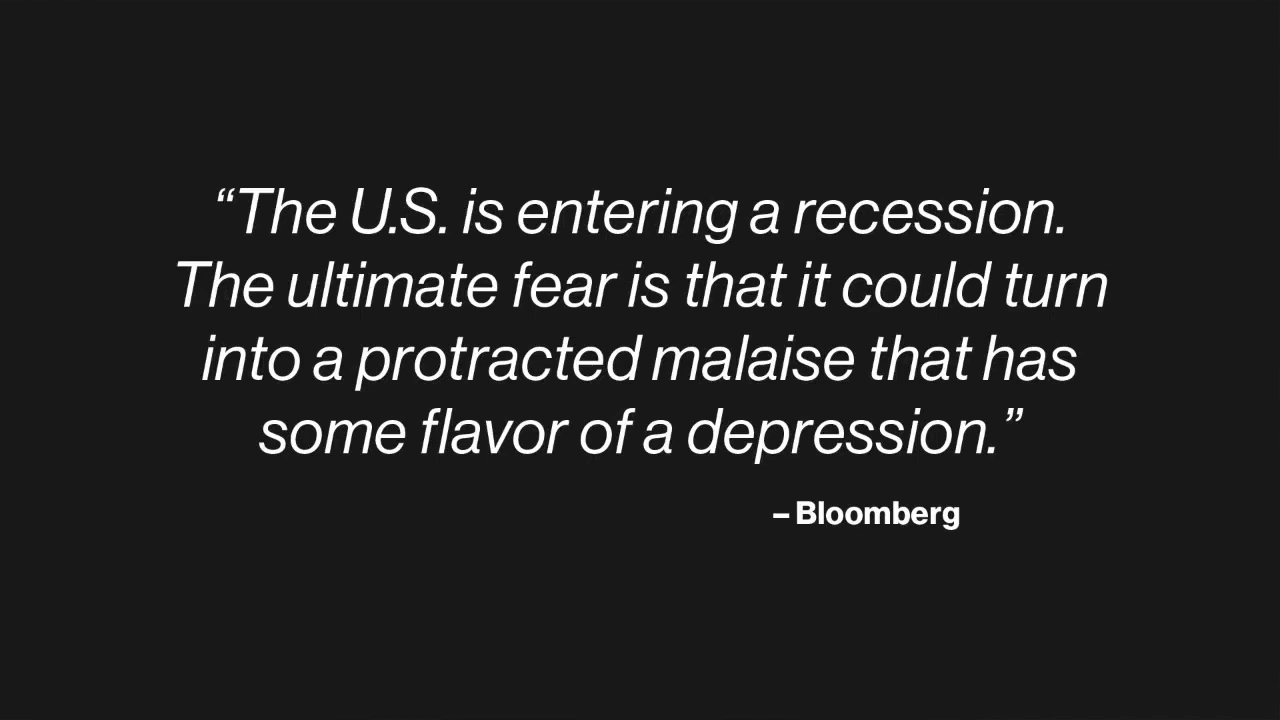 “The U.S. is entering a recession.
The ultimate fear is that it could turn
into a protracted malaise that has
some flavor of a depression.”
– Bloomberg